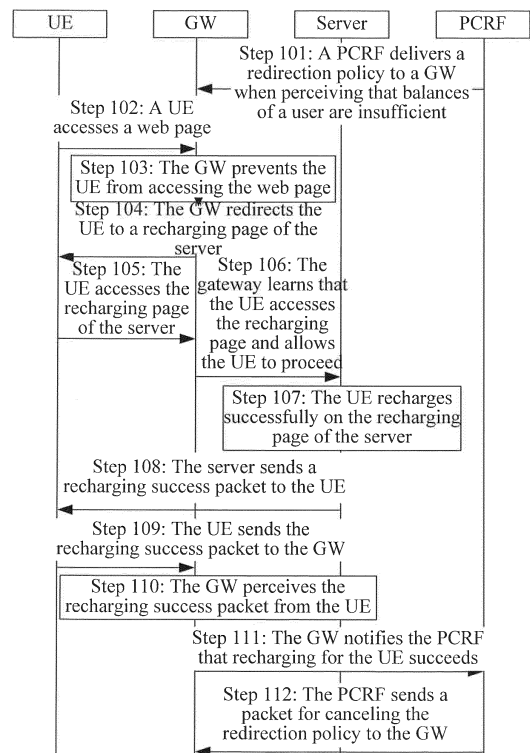 UE GW Server PCRF
Step 101: A PCRF delivers a
redirection policy to a GW
when perceiving that balances
of a user are insufficient
Step 102: A UE
accesses a web page
Step 103: The GW prevents the
UE from accessing the web page
Step 104: The GW redirects the
UE to a recharging page of the
server
Step 105: The
UE accesses the
recharging page
of the server
Step 106: The
gateway learns that
the UE accesses
the recharging
page and allows
the UE to proceed
Step 107: The UE recharges
successfully on the recharging
page of the server
Step 108: The server sends a
recharging success packet to the UE
Step 109: The UE sends the
recharging success packet to the GW
Step 110: The GW perceives the
recharging success packet from the UE
Step 111: The GW notifies the PCRF
that recharging for the UE succeeds
Step 112: The PCRF sends a
packet for canceling the
redirection policy to the GW